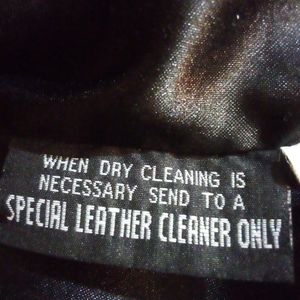 WHEN DRY CLEANING IS
NECESSARY SEND TO A
SPECIAL LEATHER CLEANER ONLY